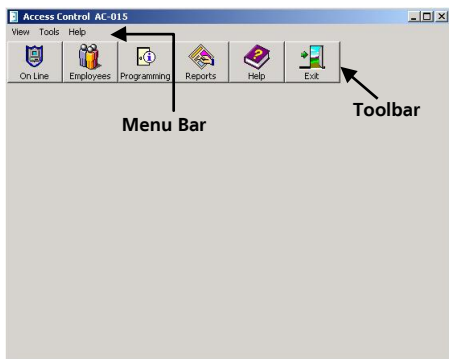 Access Control AC-015
View Tools Help
On Line Employees Programming Reports Help Exit
Toolbar
Menu Bar